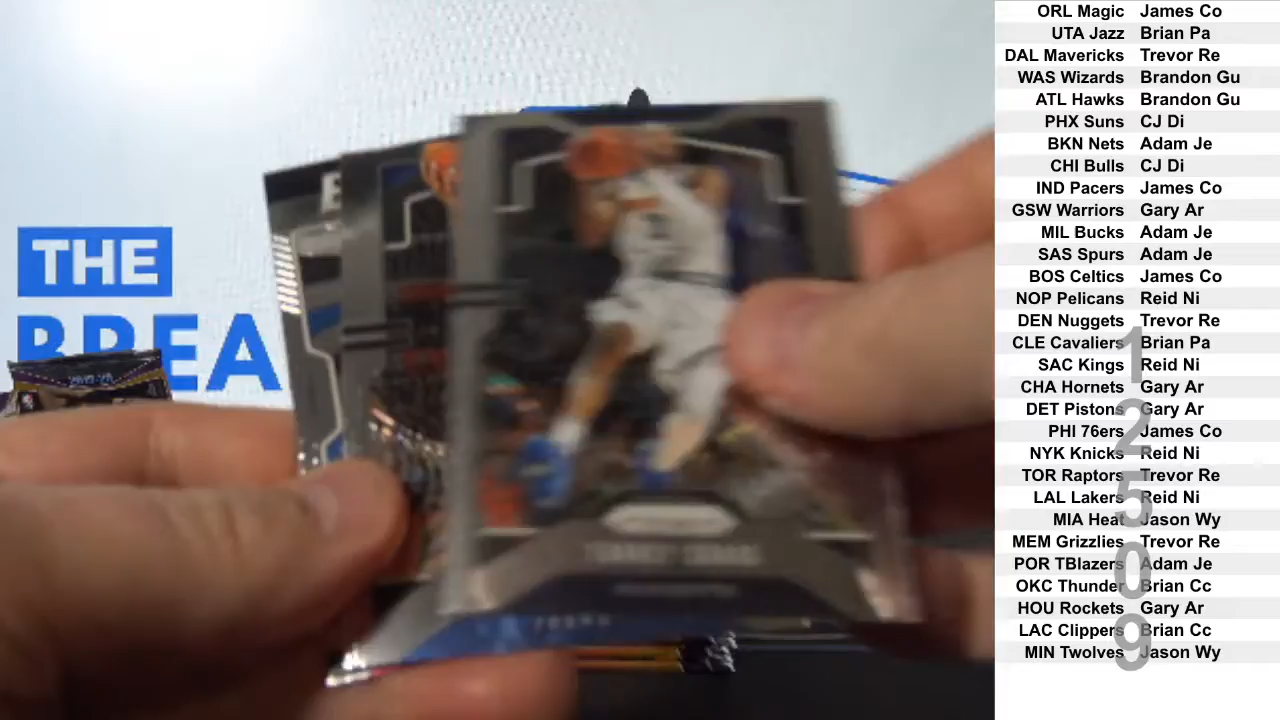 THE
BREA
ORL Magic James Co
UTA Jazz Brian Pa
DAL Mavericks Trevor Re
WAS Wizards Brandon Gu
ATL Hawks Brandon Gu
PHX Suns CJ Di
BKN Nets Adam Je
CHI Bulls CJ Di
IND Pacers James Co
GSW Warriors Gary Ar
MIL Bucks Adam Je
SAS Spurs Adam Je
BOS Celtics James Co
NOP Pelicans Reid Ni
DEN Nuggets Trevor Re
CLE Cavaliers Brian Pa
SAC Kings Reid Ni
CHA Hornets Gary Ar
DET Pistons Gary Ar
PHI 76ers James Co
NYK Knicks Reid Ni
TOR Raptors Trevor Re
LAL Lakers Reid Ni
MIA Heat Jason Wy
MEM Grizzlies Trevor Re
POR TBlazers Adam Je
OKC Thunder Brian Cc
HOU Rockets Gary Ar
LAC Clippers Brian Cc
MIN Twolves Jason Wy
1
2
5
0
9